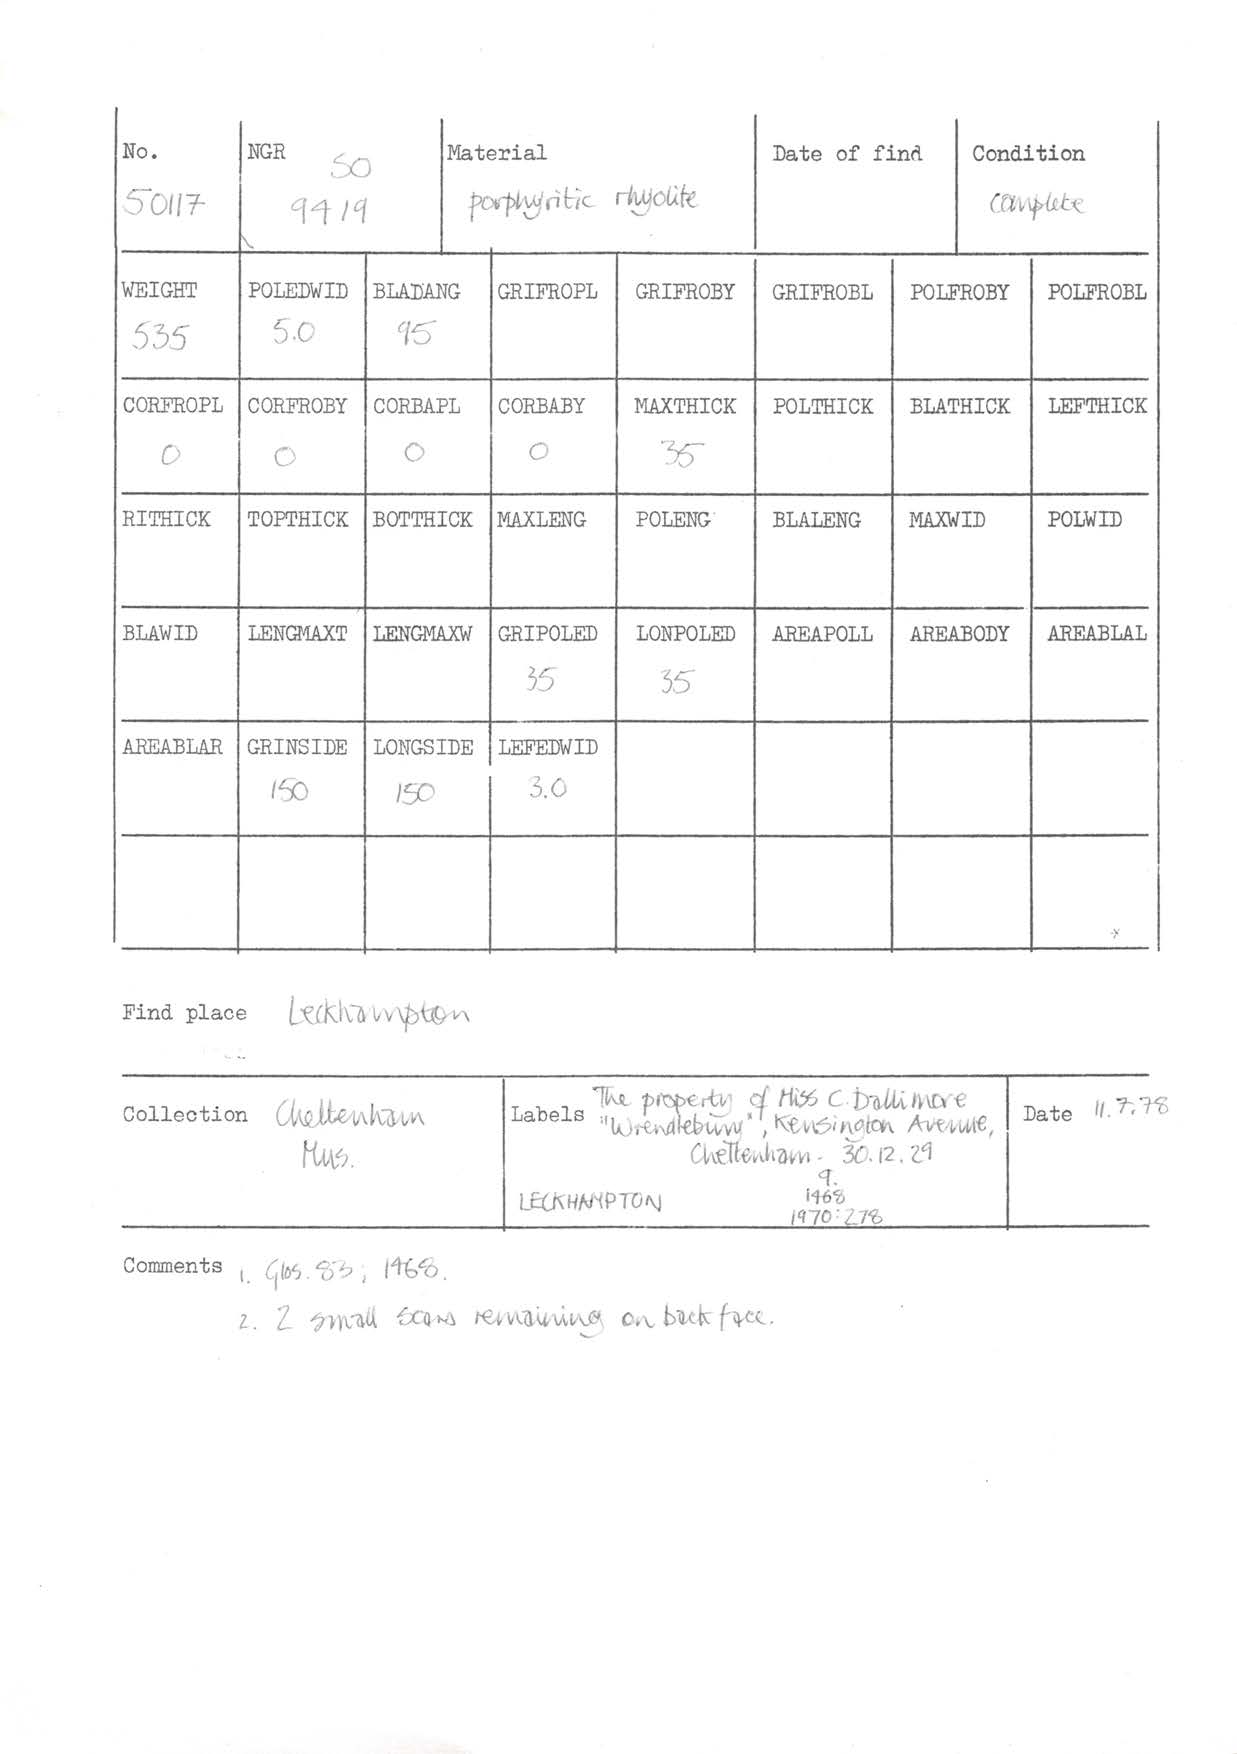 No. NGR SO Material Date of find Condition
50117 9419 porphyritic rhyolite complete
WEIGHT POLEDWID BLADANG GRIFROPL GRIFROBY GRIFROBL POLFROBY POLFROBL
535 5.0 95
CORFROPL CORFROBY CORBAPL CORBABY MAXTHICK POLTHICK BLATHICK LEFTHICK
0 0 0 0 35
RITHICK TOPTHICK BOTTHICK MAXLENG POLENG BLALENG MAXWID POLWID
BLAWID LENGMAXT LENGMAXW GRIPOLED LONPOLED AREAPOLL AREABODY AREABLAL
35 35
AREABLAR GRINSIDE LONGSIDE LEFEDWID
150 150 3.0
Find place Leckhampton
Collection Cheltenham Mus.
Labels The property of Miss C. Dallimore
"Wrendlebury", Kensington Avenue,
Cheltenham - 30.12.29
9.
LECKHAMPTON 1468
1970:278
Date 11.7.78
Comments 1. Glos. 83; 1468.
2. 2 small scars remaining on back face.